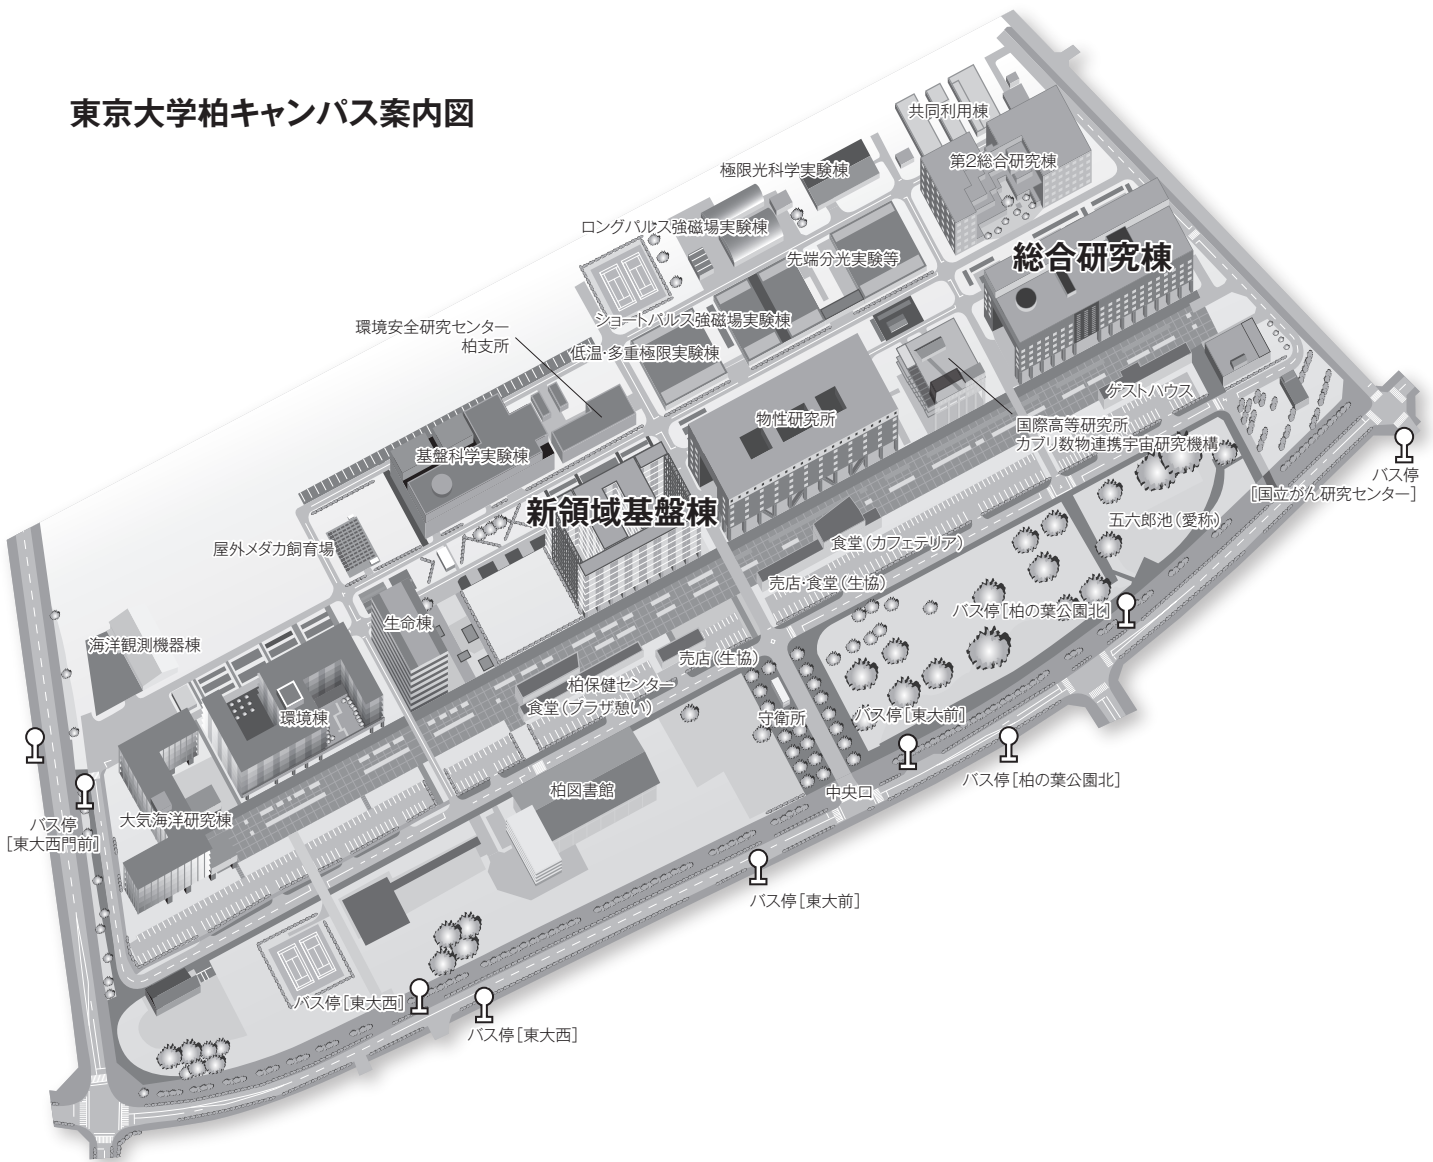 東京大学柏キャンパス案内図
共同利用棟
第2総合研究棟
極限光科学実験棟
ロングパルス強磁場実験棟
先端分光実験等
総合研究棟
環境安全研究センター
柏支所
ショートパルス強磁場実験棟
低温・多重極限実験棟
ゲストハウス
物性研究所
国際高等研究所
カブリ数物連携宇宙研究機構
基盤科学実験棟
バス停
[国立がん研究センター]
新領域基盤棟
五六郎池(愛称)
屋外メダカ飼育場
食堂(カフェテリア)
売店・食堂(生協)
バス停[柏の葉公園北]
生命棟
海洋観測機器棟
売店(生協)
柏保健センター
食堂(プラザ憩い)
環境棟
守衛所
バス停[東大前]
バス停[柏の葉公園北]
柏図書館
中央口
大気海洋研究棟
バス停
[東大西門前]
バス停[東大前]
バス停[東大西]
バス停[東大西]